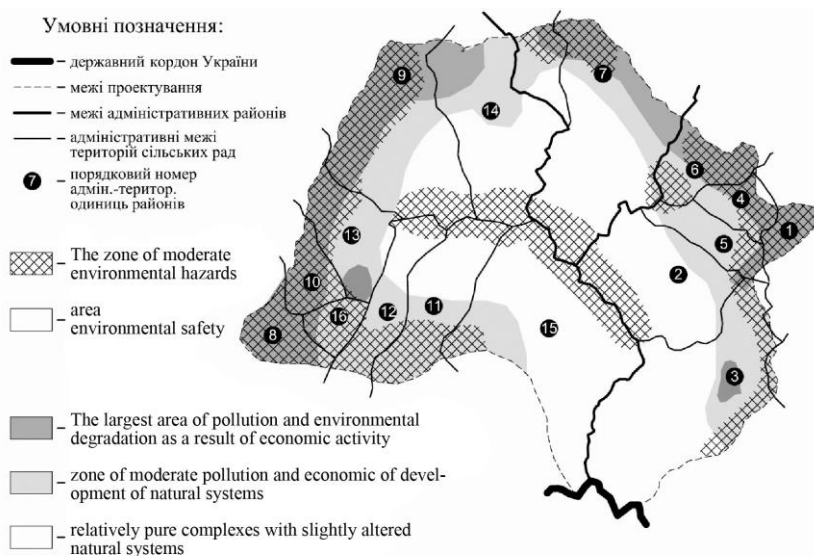 Умовні позначення:
– державний кордон України
– межі проектування
– межі адміністративних районів
– адміністративні межі
територій сільських рад
7 – порядковий номер
адмін.-територ.
одиниць районів
– The zone of moderate
environmental hazards
– area
environmental safety
– The largest area of pollution and environmental
degradation as a result of economic activity
– zone of moderate pollution and economic of devel-
opment of natural systems
– relatively pure complexes with slightly altered
natural systems
9
7
14
6
4
1
13
5
10
2
12
11
16
15
8
3